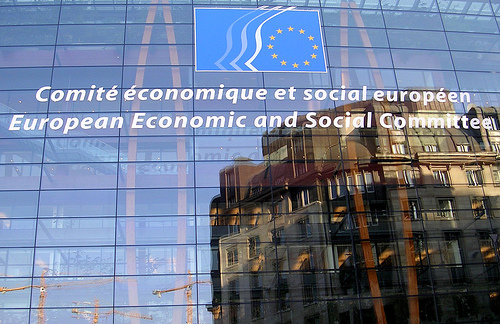 Comité économique et social européen
European Economic and Social Committee